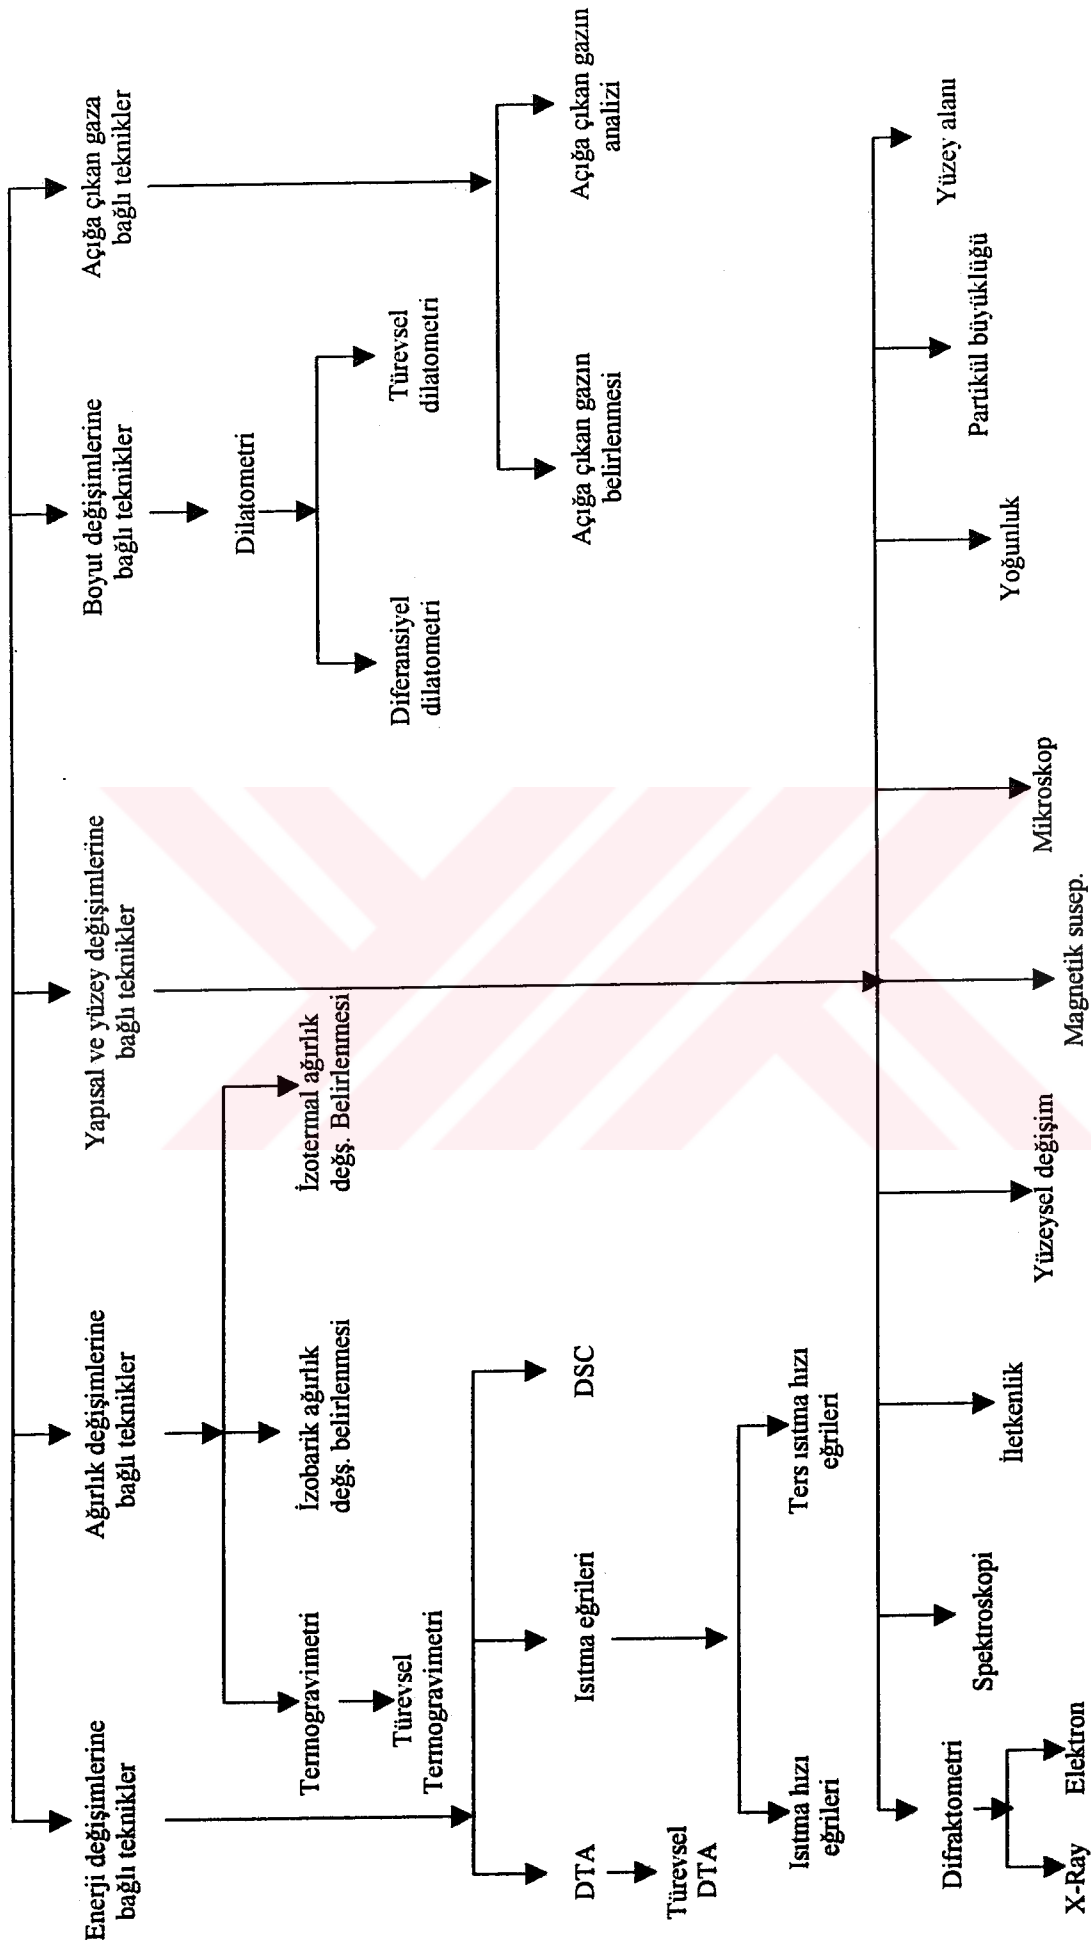 Enerji değişimlerine
bağlı teknikler
Ağırlık değişimlerine
bağlı teknikler
Yapısal ve yüzey değişimlerine
bağlı teknikler
Boyut değişimlerine
bağlı teknikler
Açığa çıkan gaza
bağlı teknikler
Dilatometri
Termogravimetri
İzobarik ağırlık
değş. belirlenmesi
İzotermal ağırlık
değş. Belirlenmesi
Türevsel
Termogravimetri
Diferansiyel
dilatometri
Türevsel
dilatometri
DTA
Isıtma eğrileri
DSC
Açığa çıkan gazın
belirlenmesi
Açığa çıkan gazın
analizi
Türevsel
DTA
Isıtma hızı
eğrileri
Ters ısıtma hızı
eğrileri
Difraktometri
Spektroskopi
İletkenlik
Yüzeysel değişim
Magnetik susep.
Mikroskop
Yoğunluk
Partikül büyüklüğü
Yüzey alanı
X-Ray
Elektron